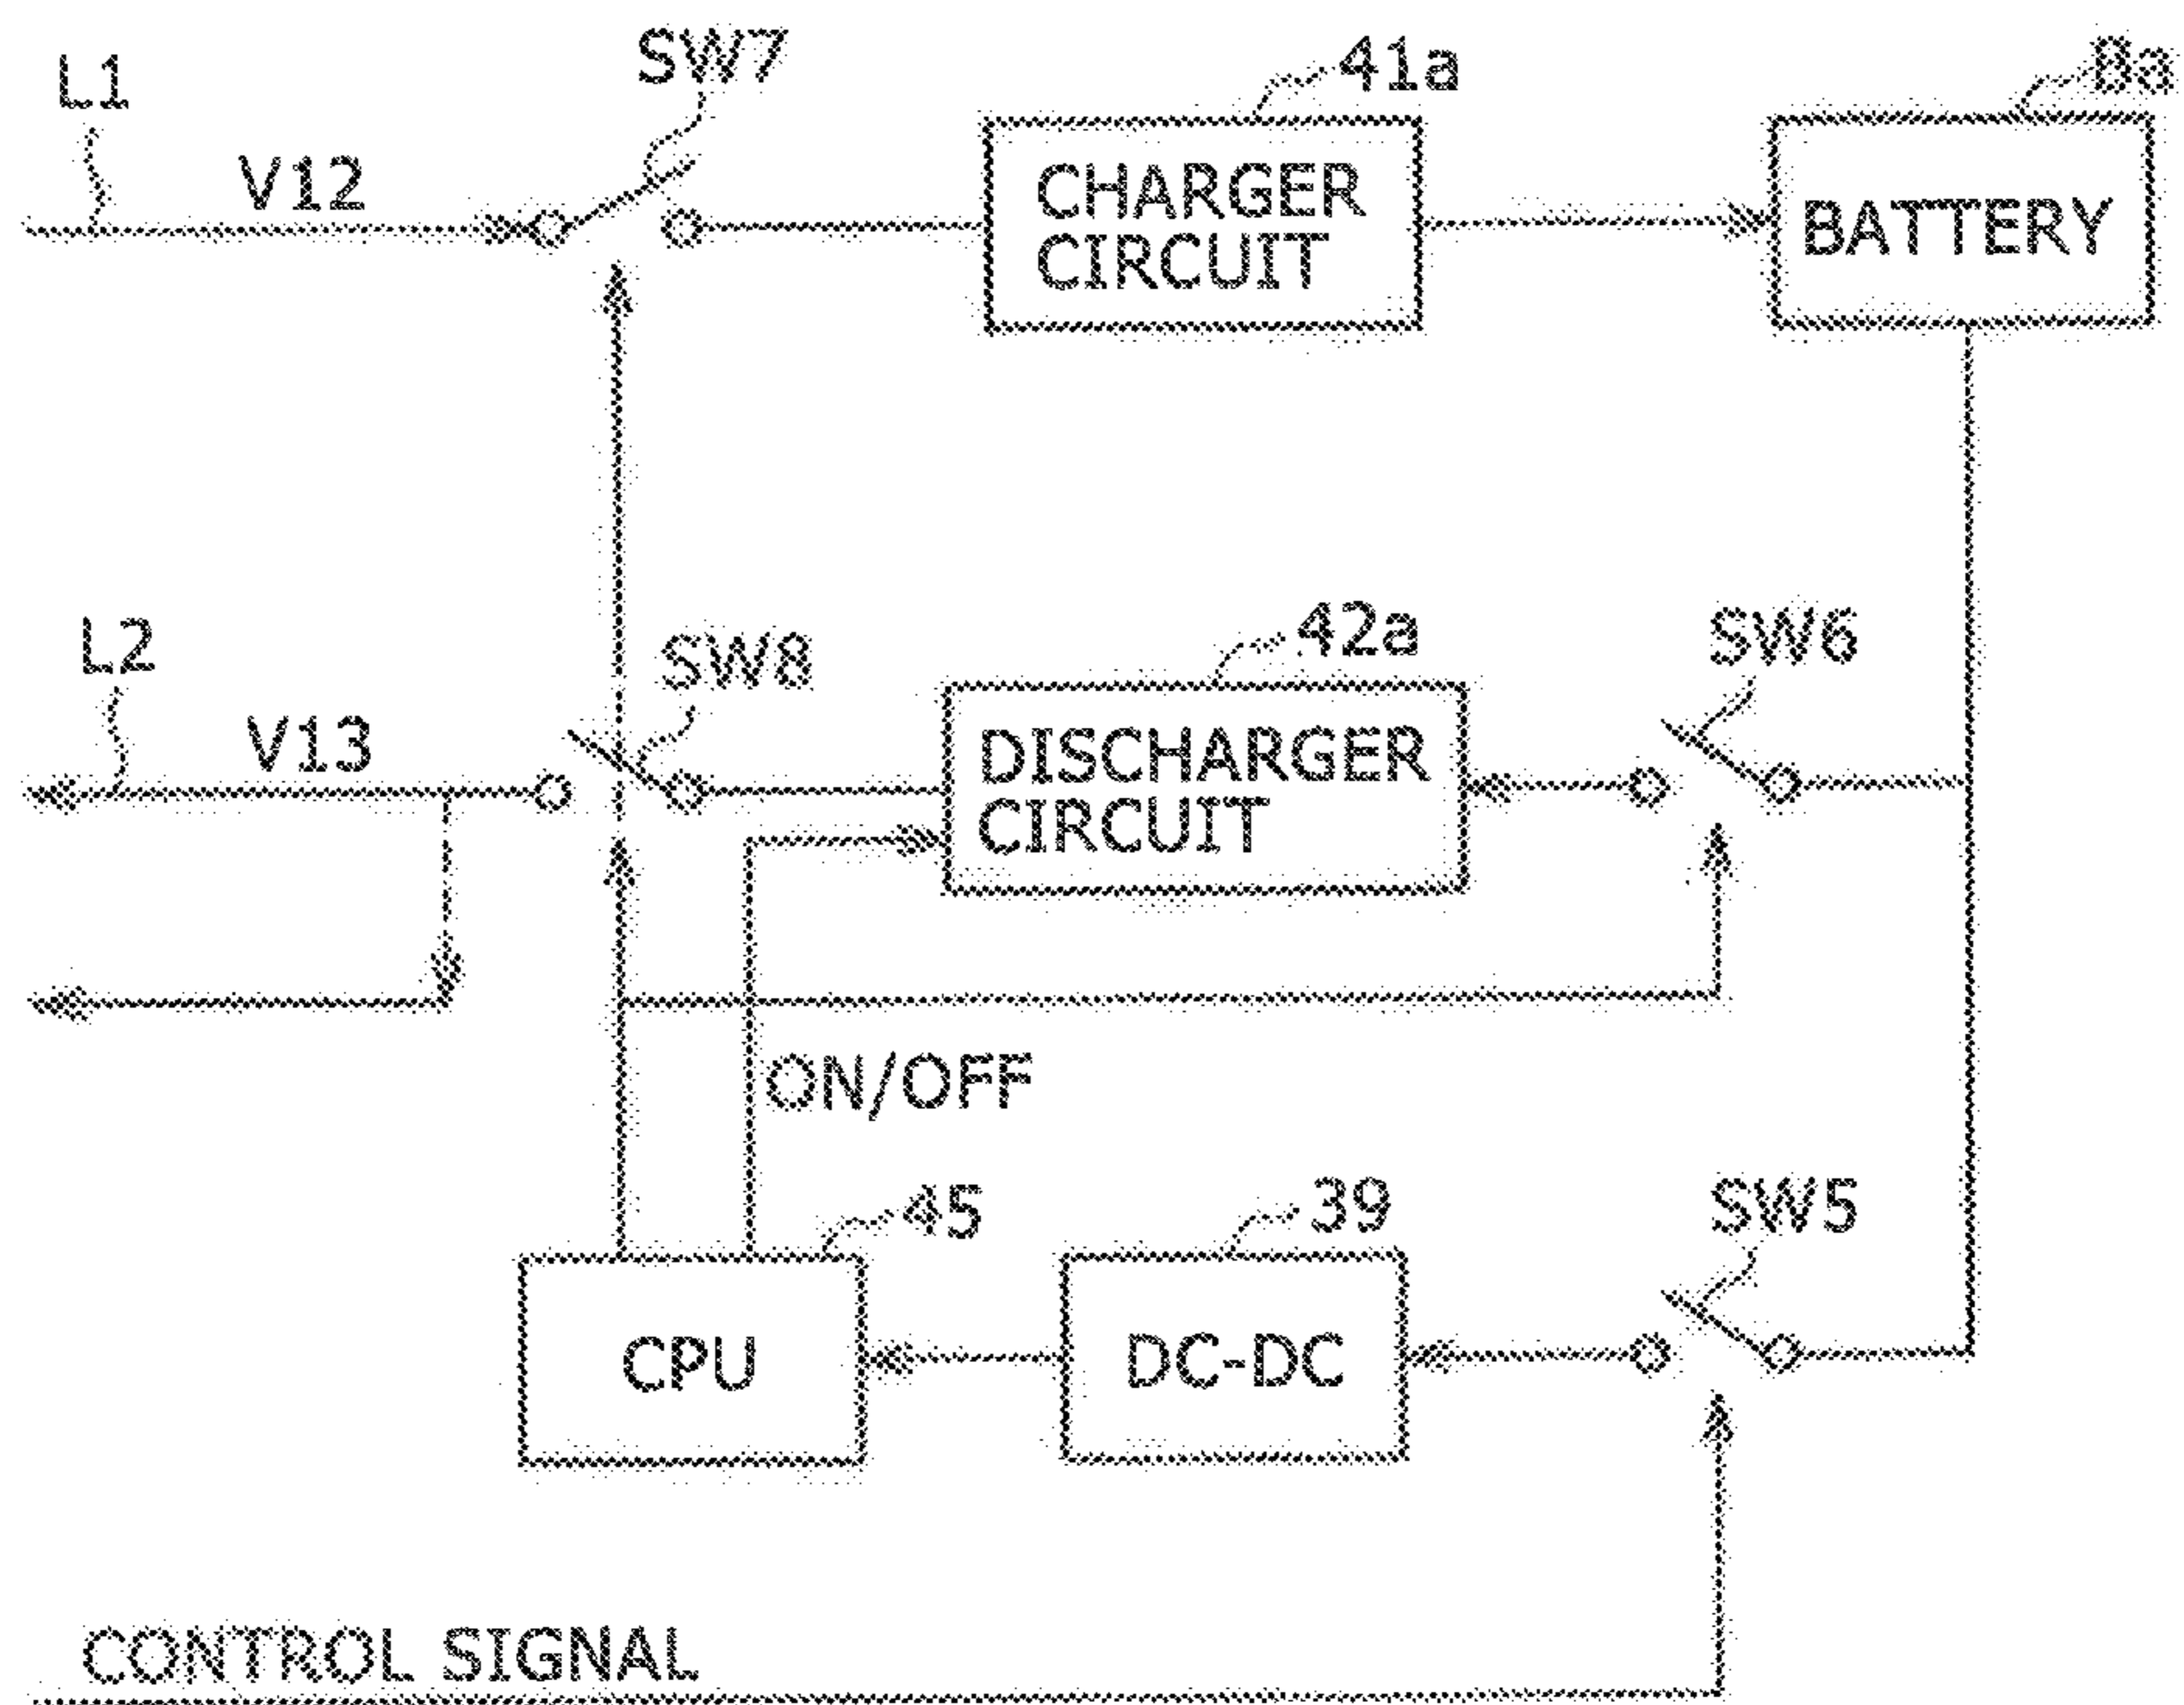 L1
SW7
41a
Ba
V12
CHARGER
CIRCUIT
BATTERY
L2
V13
SW8
42a
SW6
DISCHARGER
CIRCUIT
ON/OFF
45
39
SW5
CPU
DC-DC
CONTROL SIGNAL